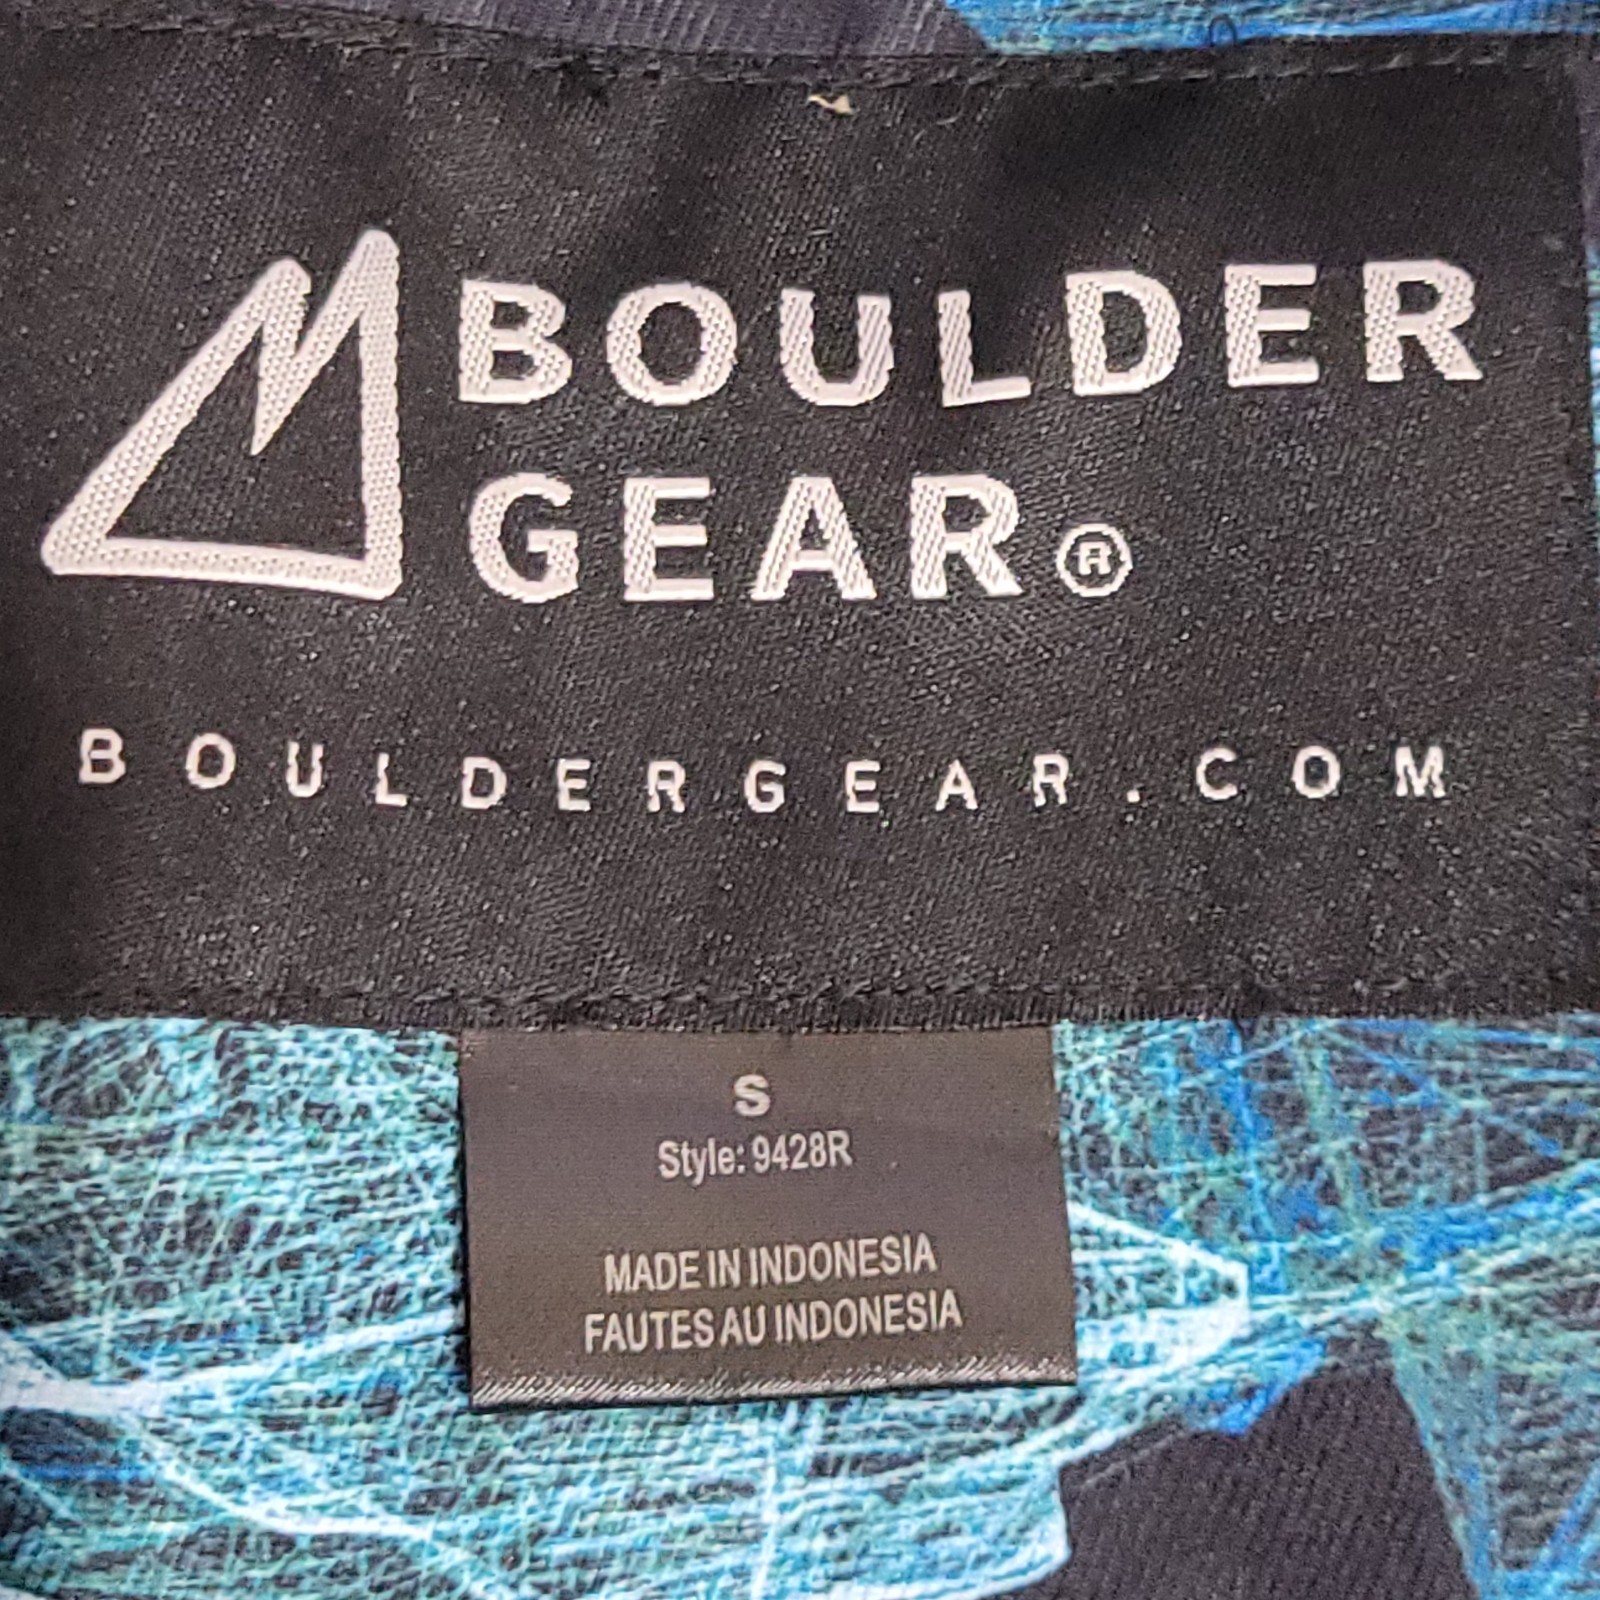 BOULDER
GEAR®
BOULDERGEAR.COM
S
Style: 9428R
MADE IN INDONESIA
FAUTES AU INDONESIA